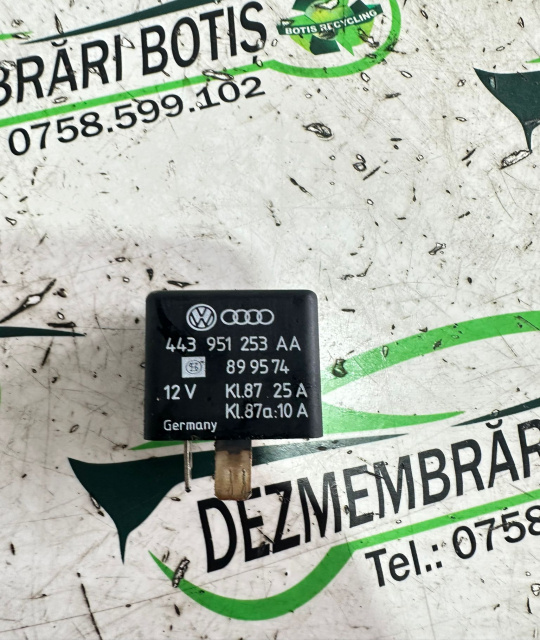 BRĂRI BOTIS
BOTIS RECYCLING
0758.599.102
443 951 253 AA
89 95 74
12 V Kl.87 25 A
Kl.87a:10 A
Germany
DEZMEMBRĂR
Tel.: 0758